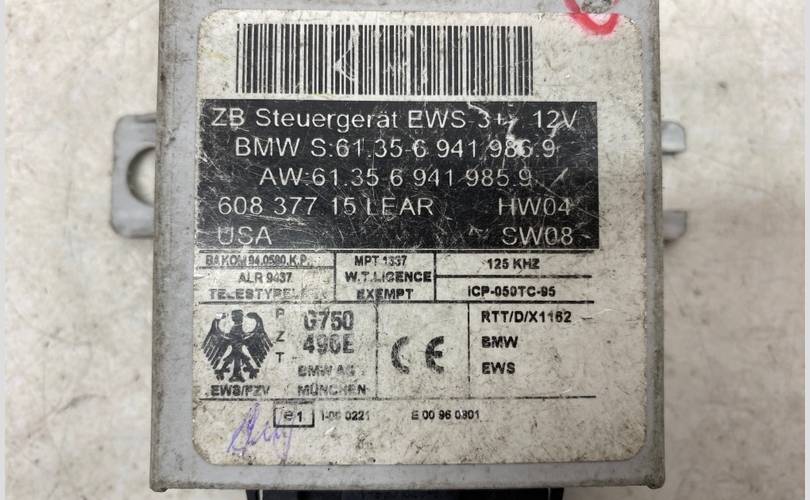 ZB Steuergerät EWS 3+ 12V
BMW S:61.35-6 941 986.9
AW:61.35-6 941 985.9
608 377 15 LEAR HW04
USA SW08
BAKOM 94.0580.K.P. MPT 1337 125 KHZ
ALR 9437 W.T.LICENCE
EXEMPT ICP-050TC-95
P Z T G750 RTT/D/X1162
496E CE BMW
BMW AG EWS
EWS/FZV MÜNCHEN
e1 E 00 96 0301